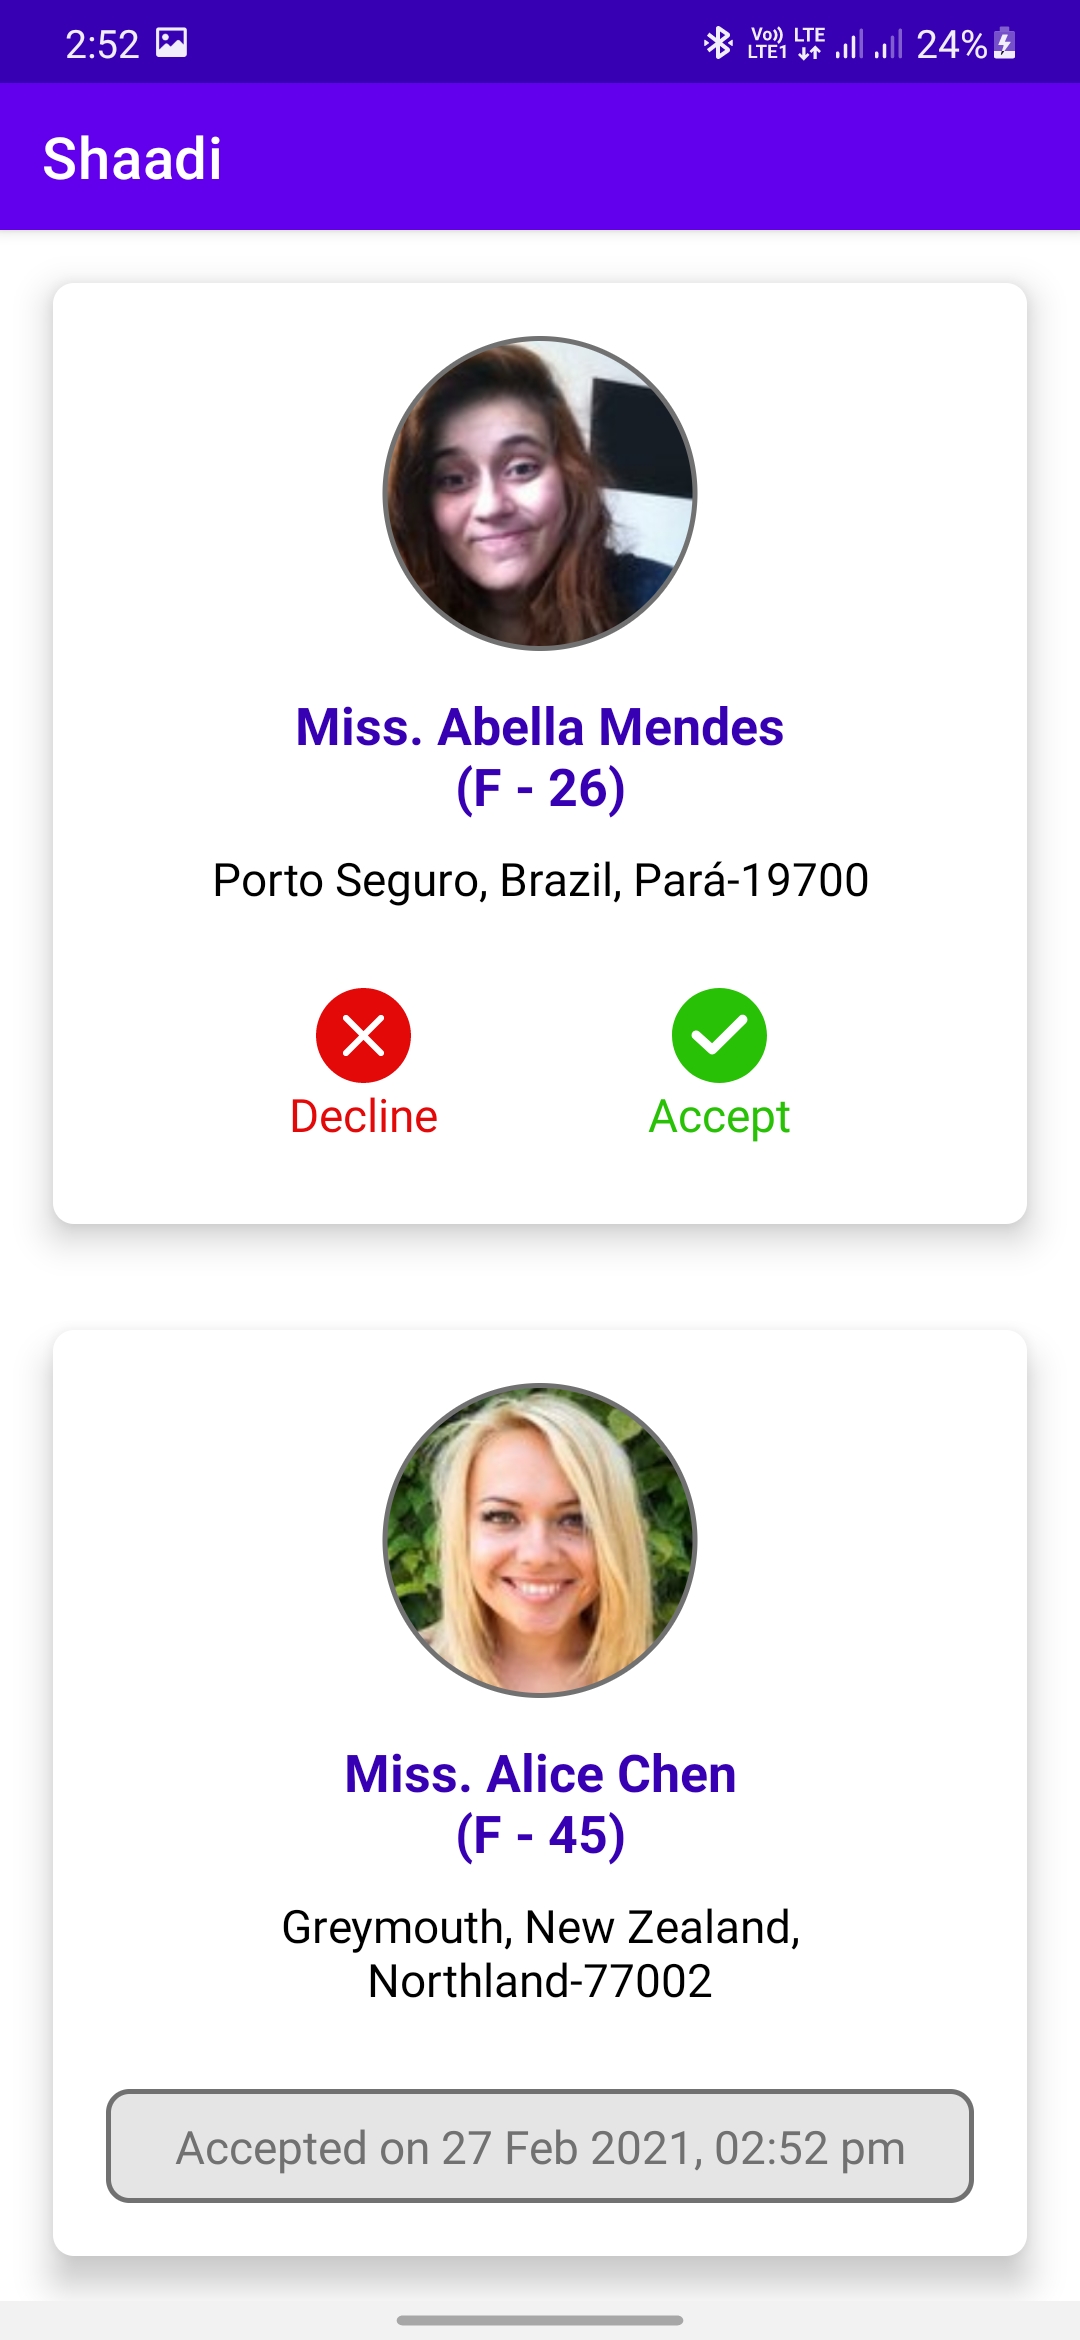 2:52
Vo)) LTE
LTE1
24%
Shaadi
Miss. Abella Mendes
(F - 26)
Porto Seguro, Brazil, Pará-19700
Decline
Accept
Miss. Alice Chen
(F - 45)
Greymouth, New Zealand,
Northland-77002
Accepted on 27 Feb 2021, 02:52 pm